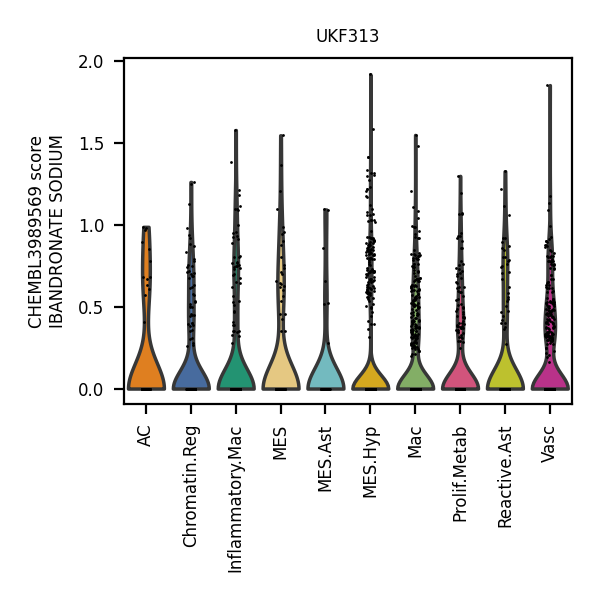 UKF313
CHEMBL3989569 score
IBANDRONATE SODIUM
2.0
1.5
1.0
0.5
0.0
AC
Chromatin.Reg
Inflammatory.Mac
MES
MES.Ast
MES.Hyp
Mac
Prolif.Metab
Reactive.Ast
Vasc